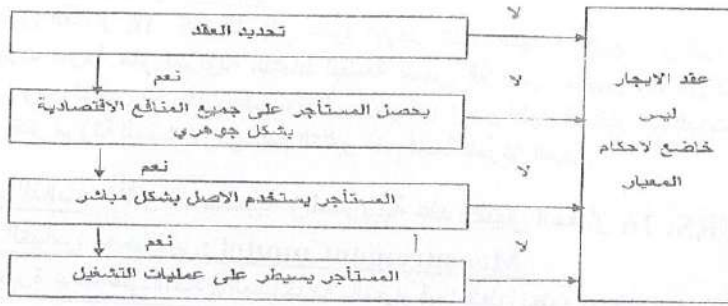 لا
تحديد العقد
نعم
لا
يحصل المستأجر على جميع المنافع الاقتصادية
بشكل جوهري
نعم
لا
المستأجر يستخدم الاصل بشكل مباشر
نعم
أ
لا
المستأجر يسيطر على عمليات التشغيل
عقد الايجار
ليس
خاضع لاحكام
المعيار